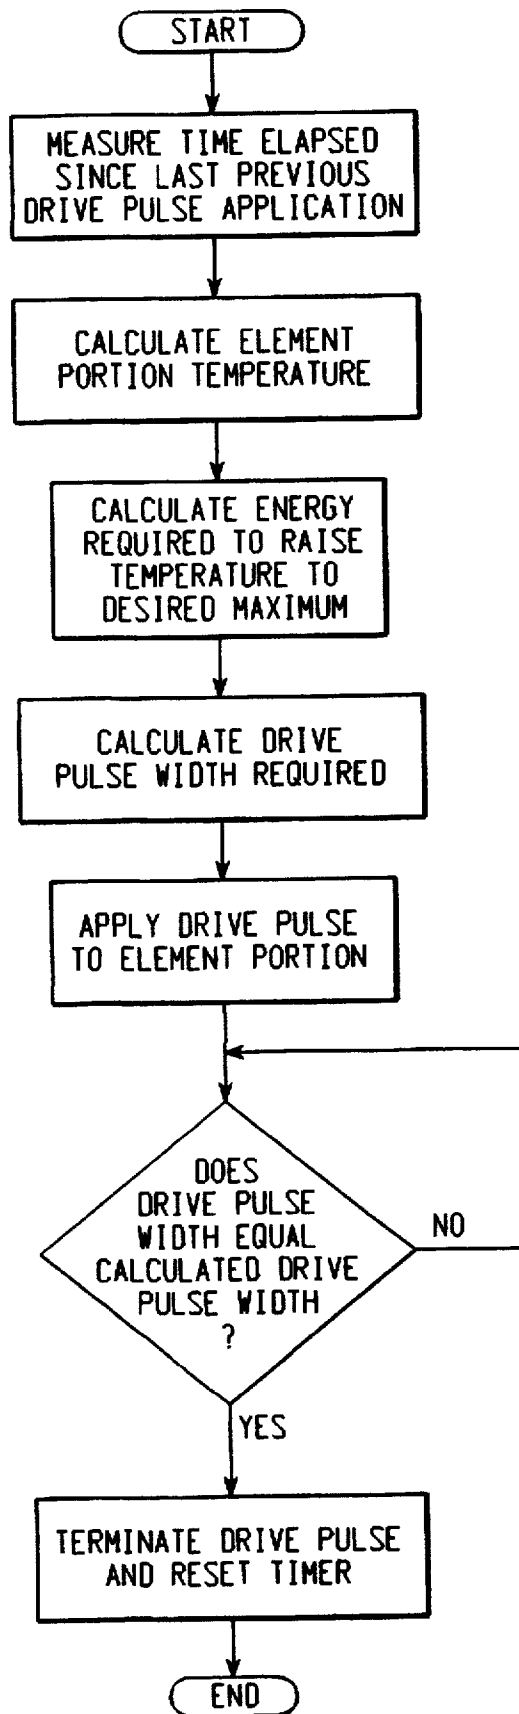 START
MEASURE TIME ELAPSED
SINCE LAST PREVIOUS
DRIVE PULSE APPLICATION
CALCULATE ELEMENT
PORTION TEMPERATURE
CALCULATE ENERGY
REQUIRED TO RAISE
TEMPERATURE TO
DESIRED MAXIMUM
CALCULATE DRIVE
PULSE WIDTH REQUIRED
APPLY DRIVE PULSE
TO ELEMENT PORTION
DOES
DRIVE PULSE
WIDTH EQUAL
CALCULATED DRIVE
PULSE WIDTH
?
NO
YES
TERMINATE DRIVE PULSE
AND RESET TIMER
END